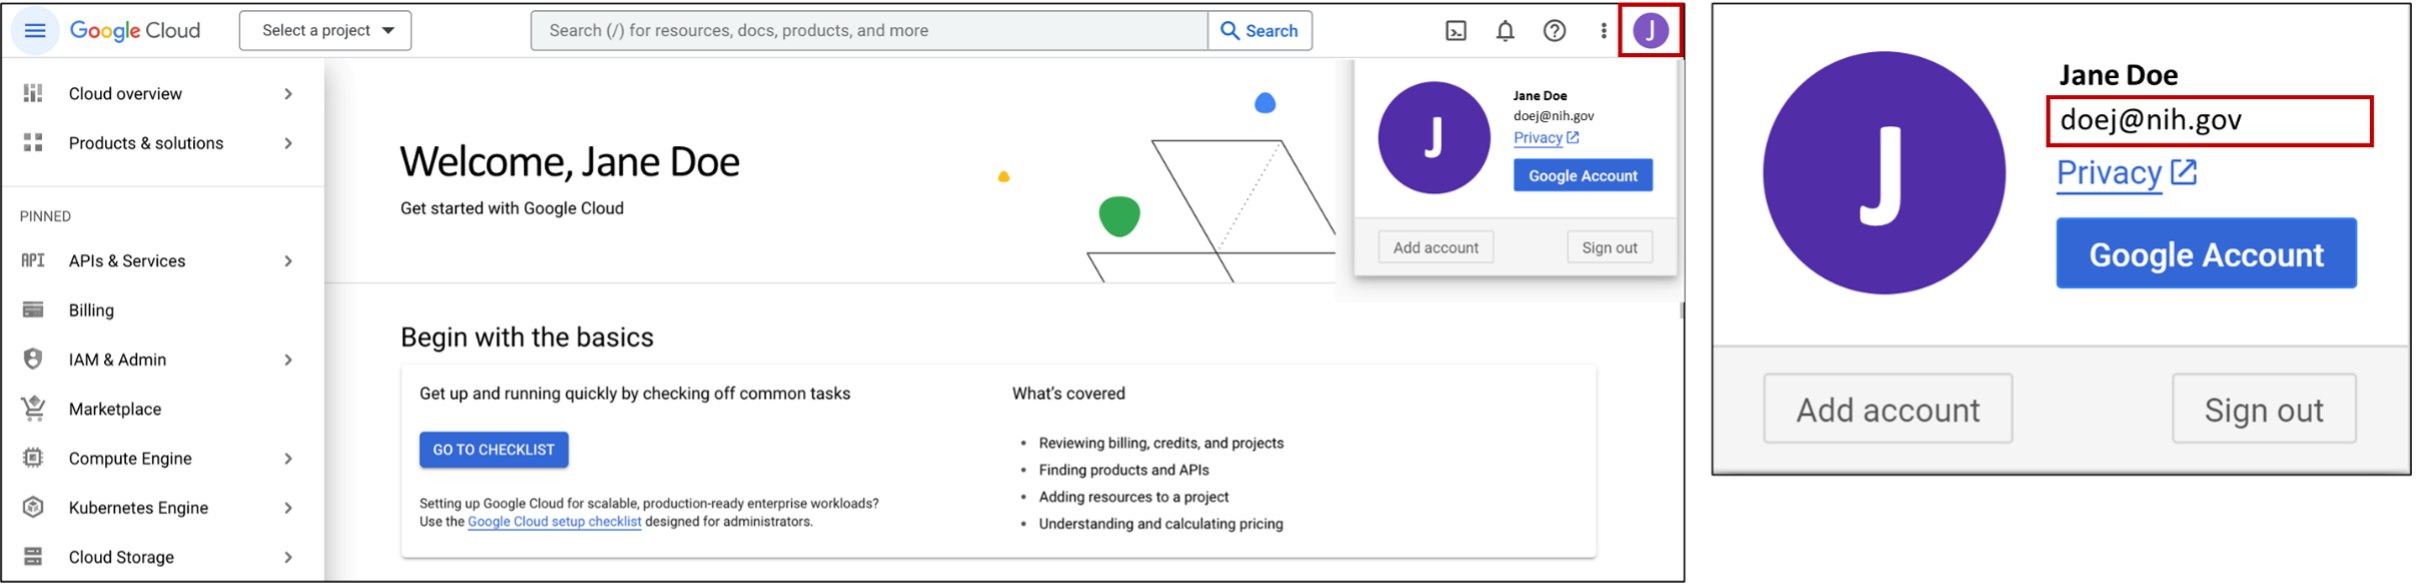 Google Cloud
Select a project
Search (/) for resources, docs, products, and more
Search
J
Cloud overview
Products & solutions
PINNED
API APIs & Services
Billing
IAM & Admin
Marketplace
Compute Engine
Kubernetes Engine
Cloud Storage
Welcome, Jane Doe
Get started with Google Cloud
J
Jane Doe
doej@nih.gov
Privacy
Google Account
Add account
Sign out
Begin with the basics
Get up and running quickly by checking off common tasks
GO TO CHECKLIST
Setting up Google Cloud for scalable, production-ready enterprise workloads?
Use the Google Cloud setup checklist designed for administrators.
What's covered
• Reviewing billing, credits, and projects
• Finding products and APIs
• Adding resources to a project
• Understanding and calculating pricing
J
Jane Doe
doej@nih.gov
Privacy
Google Account
Add account
Sign out